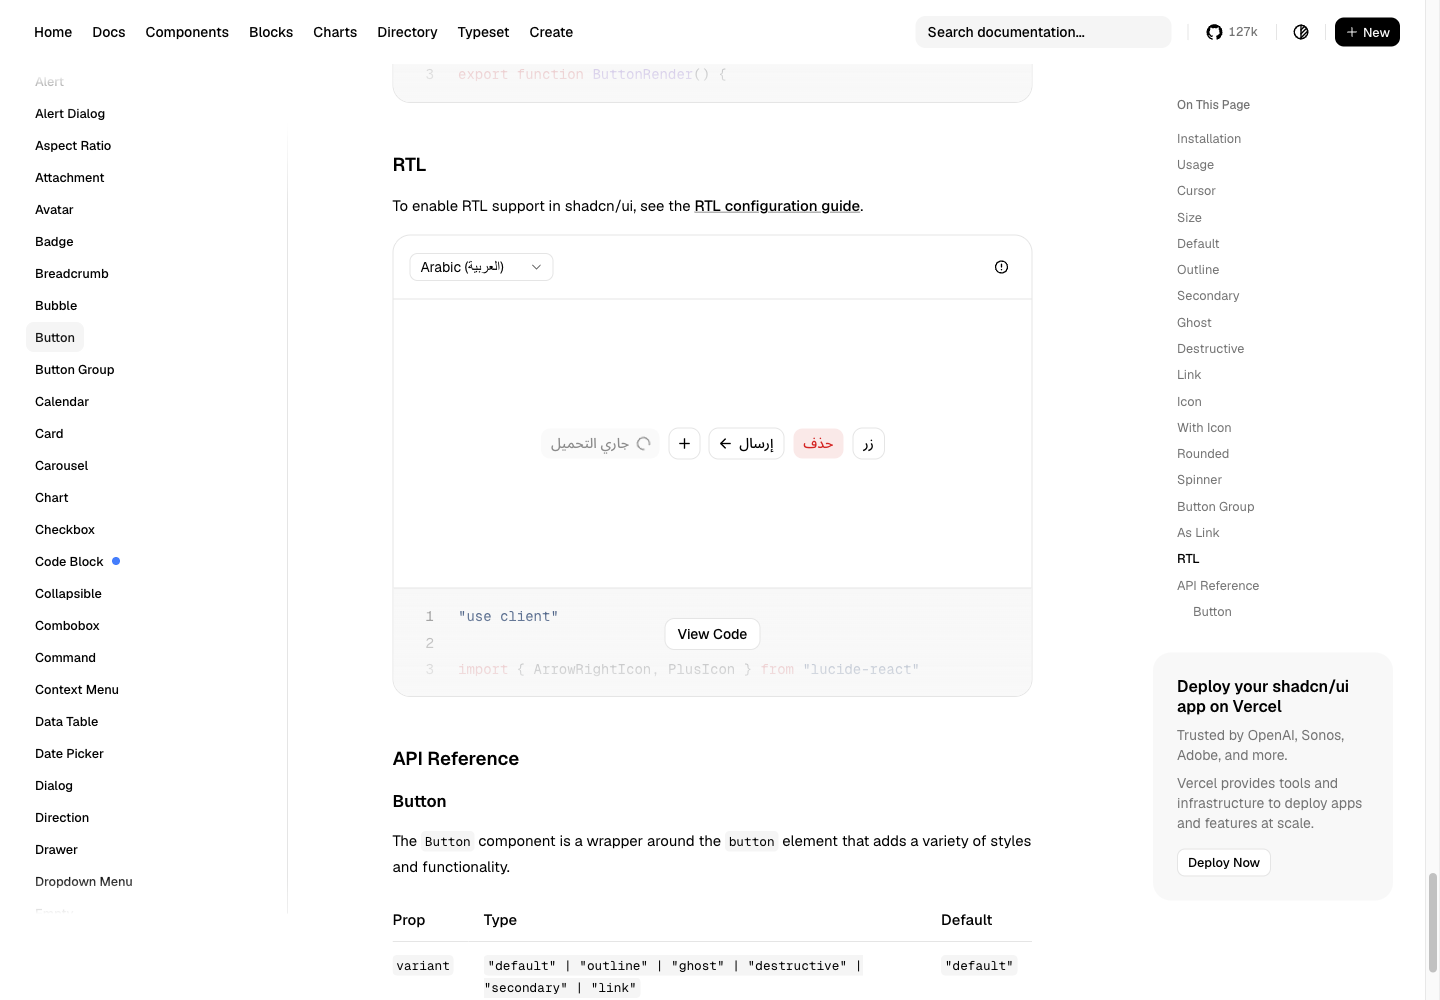 Home Docs Components Blocks Charts Directory Typeset Create
Search documentation...
127k
New
Alert
Alert Dialog
Aspect Ratio
Attachment
Avatar
Badge
Breadcrumb
Bubble
Button
Button Group
Calendar
Card
Carousel
Chart
Checkbox
Code Block
Collapsible
Combobox
Command
Context Menu
Data Table
Date Picker
Dialog
Direction
Drawer
Dropdown Menu
Empty
3 export function ButtonRender() {
RTL
To enable RTL support in shadcn/ui, see the RTL configuration guide.
Arabic (العربية)
زر حذف إرسال جاري التحميل
1 "use client"
2
3 import { ArrowRightIcon, PlusIcon } from "lucide-react"
View Code
API Reference
Button
The Button component is a wrapper around the button element that adds a variety of styles
and functionality.
Prop Type Default
variant "default" | "outline" | "ghost" | "destructive" | "default"
"secondary" | "link"
On This Page
Installation
Usage
Cursor
Size
Default
Outline
Secondary
Ghost
Destructive
Link
Icon
With Icon
Rounded
Spinner
Button Group
As Link
RTL
API Reference
Button
Deploy your shadcn/ui
app on Vercel
Trusted by OpenAI, Sonos,
Adobe, and more.
Vercel provides tools and
infrastructure to deploy apps
and features at scale.
Deploy Now